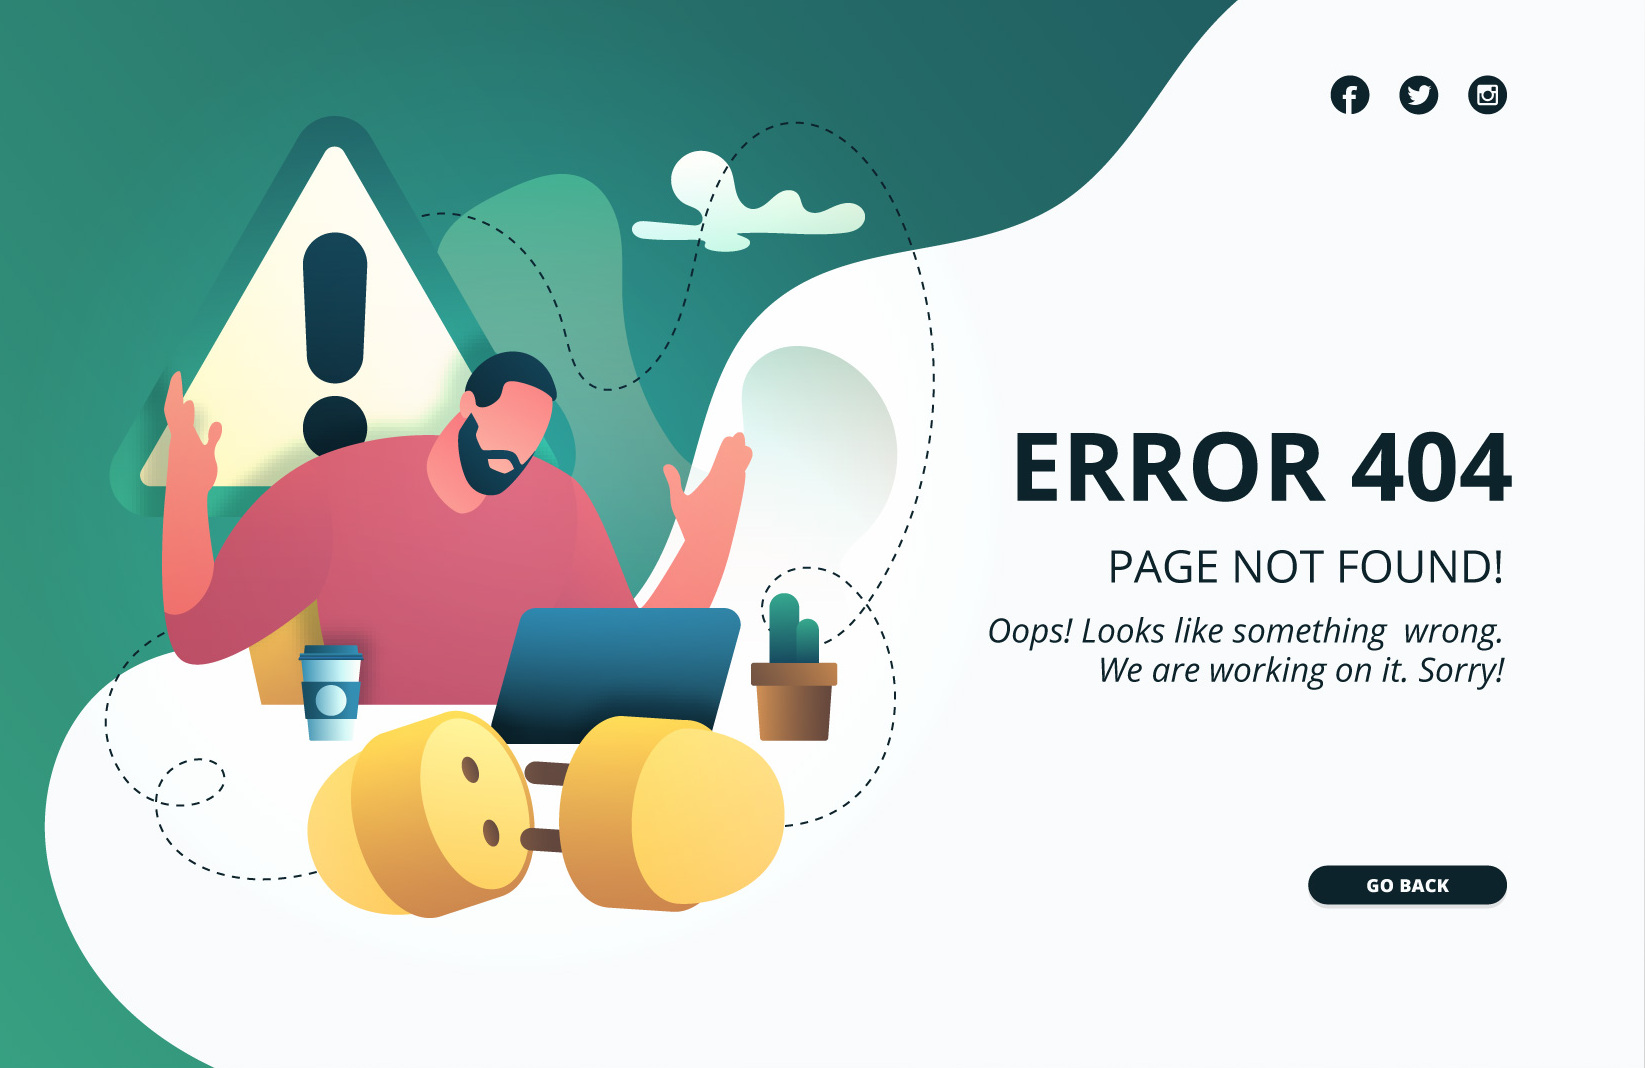 ERROR 404
PAGE NOT FOUND!
Oops! Looks like something  wrong.
We are working on it. Sorry!
GO BACK